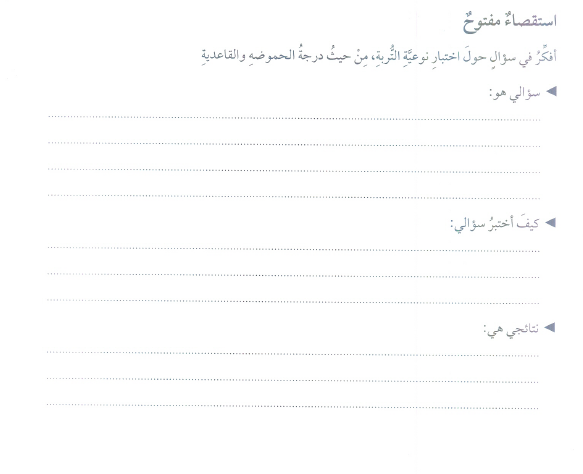 استقصاءٌ مفتوحٌ
أفكِّرُ في سؤالٍ حولَ اختبارِ نوعيَّةِ التُّربةِ، مِنْ حيثُ درجةُ الحموضةِ والقاعديةِ
◀ سؤالي هو:
◀ كيفَ أختبرُ سؤالي:
◀ نتائجي هي: